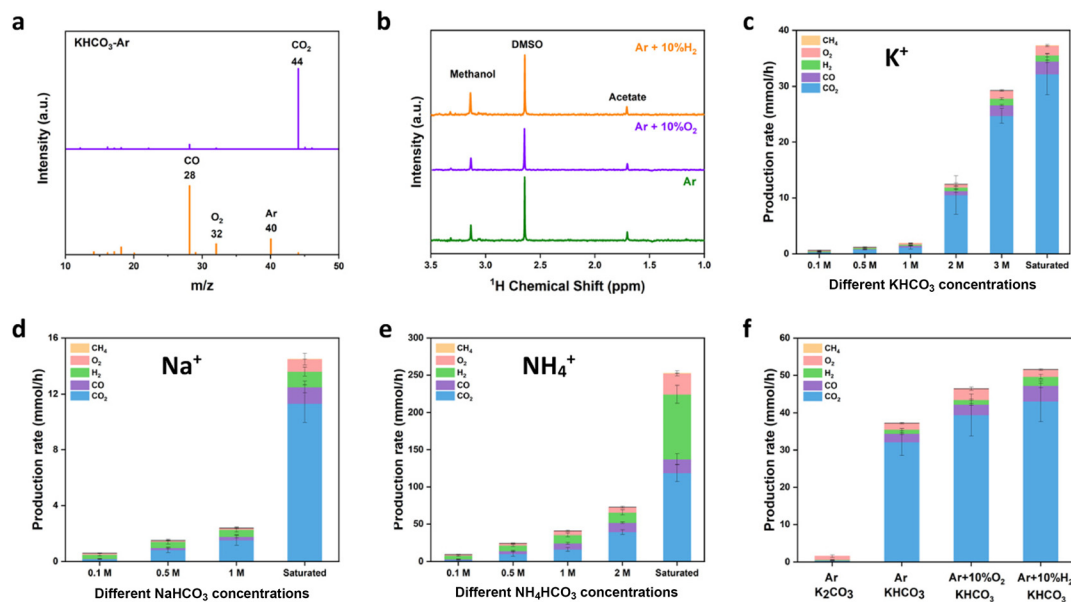 a
KHCO3-Ar
CO2
44
CO
28
O2
32
Ar
40
Intensity (a.u.)
10 20 30 40 50
m/z
b
DMSO
Methanol
Acetate
Ar + 10%H2
Ar + 10%O2
Ar
Intensity (a.u.)
3.5 3.0 2.5 2.0 1.5 1.0
1H Chemical Shift (ppm)
c
K+
CH4
O2
H2
CO
CO2
Production rate (mmol/h)
40
30
20
10
0
0.1 M 0.5 M 1 M 2 M 3 M Saturated
Different KHCO3 concentrations
d
Na+
CH4
O2
H2
CO
CO2
Production rate (mmol/h)
16
12
8
4
0
0.1 M 0.5 M 1 M Saturated
Different NaHCO3 concentrations
e
NH4+
CH4
O2
H2
CO
CO2
Production rate (mmol/h)
300
250
200
150
100
50
0
0.1 M 0.5 M 1 M 2 M Saturated
Different NH4HCO3 concentrations
f
CH4
O2
H2
CO
CO2
Production rate (mmol/h)
60
50
40
30
20
10
0
Ar Ar Ar+10%O2 Ar+10%H2
K2CO3 KHCO3 KHCO3 KHCO3